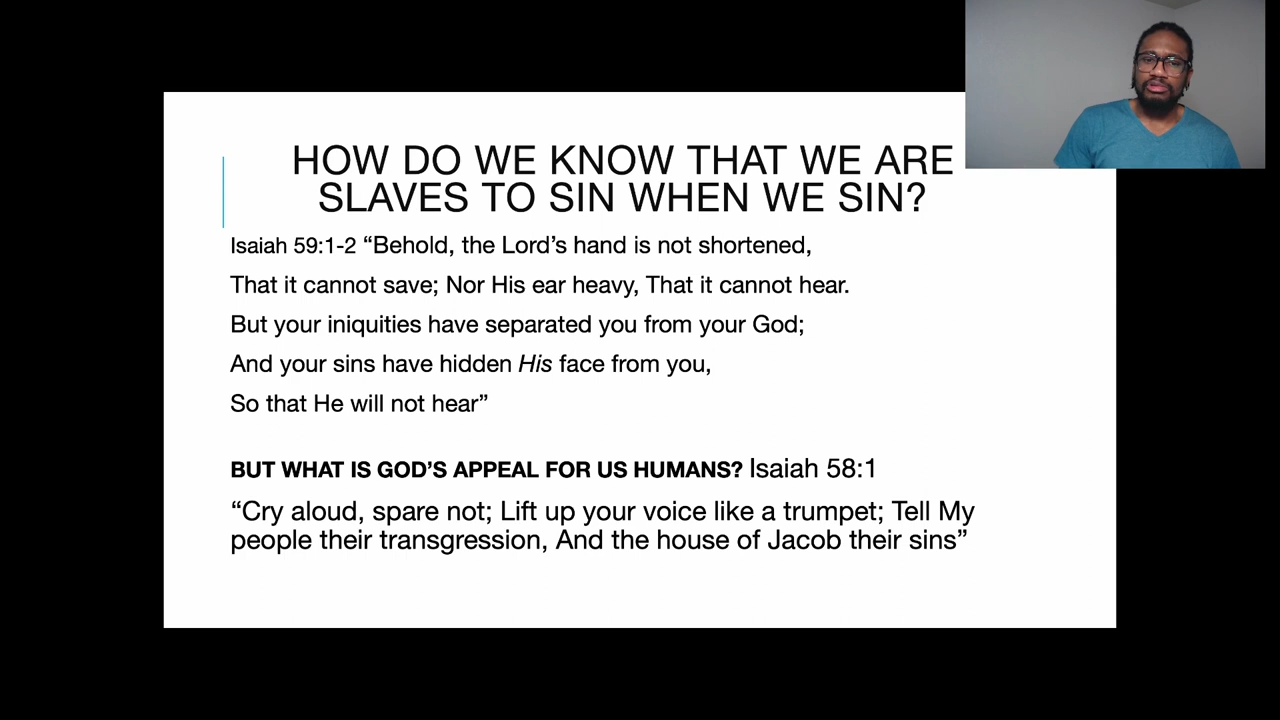 HOW DO WE KNOW THAT WE ARE
SLAVES TO SIN WHEN WE SIN?
Isaiah 59:1-2 “Behold, the Lord’s hand is not shortened,
That it cannot save; Nor His ear heavy, That it cannot hear.
But your iniquities have separated you from your God;
And your sins have hidden His face from you,
So that He will not hear”
BUT WHAT IS GOD’S APPEAL FOR US HUMANS? Isaiah 58:1
“Cry aloud, spare not; Lift up your voice like a trumpet; Tell My
people their transgression, And the house of Jacob their sins”